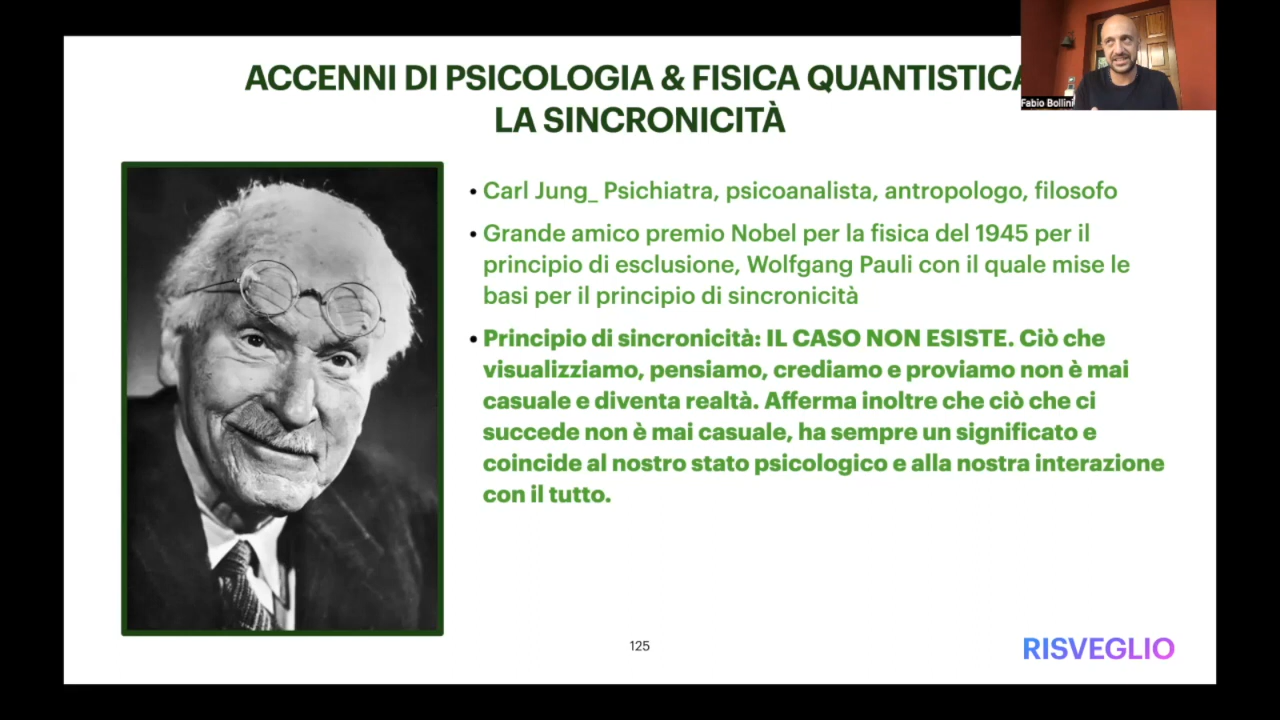 ACCENNI DI PSICOLOGIA & FISICA QUANTISTICA
LA SINCRONICITÀ
Fabio Bollini
• Carl Jung_ Psichiatra, psicoanalista, antropologo, filosofo
• Grande amico premio Nobel per la fisica del 1945 per il
principio di esclusione, Wolfgang Pauli con il quale mise le
basi per il principio di sincronicità
• Principio di sincronicità: IL CASO NON ESISTE. Ciò che
visualizziamo, pensiamo, crediamo e proviamo non è mai
casuale e diventa realtà. Afferma inoltre che ciò che ci
succede non è mai casuale, ha sempre un significato e
coincide al nostro stato psicologico e alla nostra interazione
con il tutto.
125
RISVEGLIO